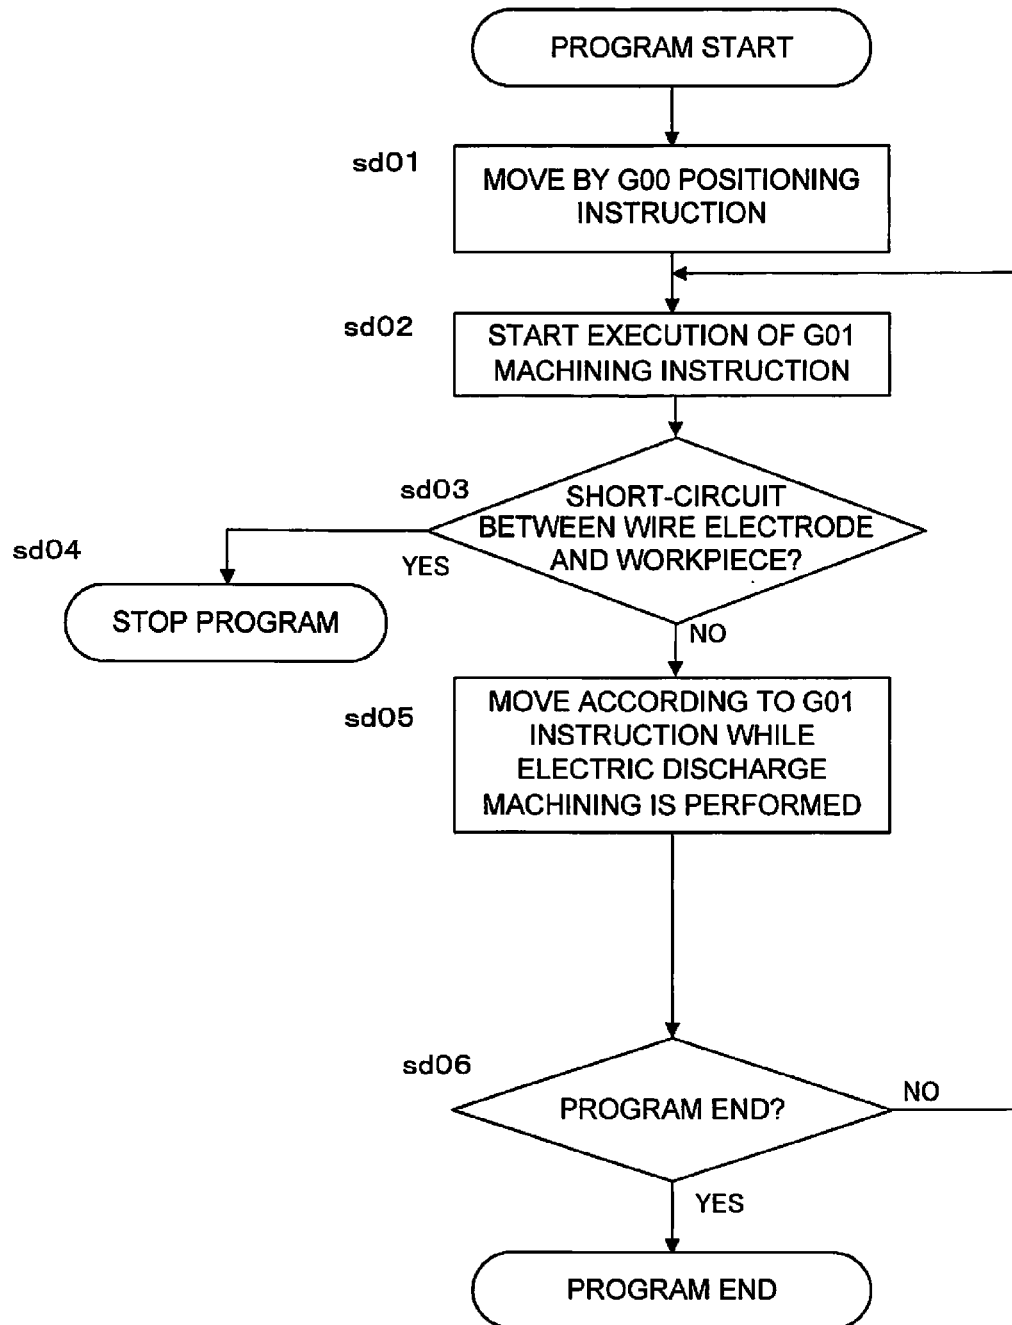 PROGRAM START
sd01
MOVE BY G00 POSITIONING
INSTRUCTION
sd02
START EXECUTION OF G01
MACHINING INSTRUCTION
sd03
SHORT-CIRCUIT
BETWEEN WIRE ELECTRODE
AND WORKPIECE?
YES
sd04
STOP PROGRAM
NO
sd05
MOVE ACCORDING TO G01
INSTRUCTION WHILE
ELECTRIC DISCHARGE
MACHINING IS PERFORMED
sd06
PROGRAM END?
NO
YES
PROGRAM END